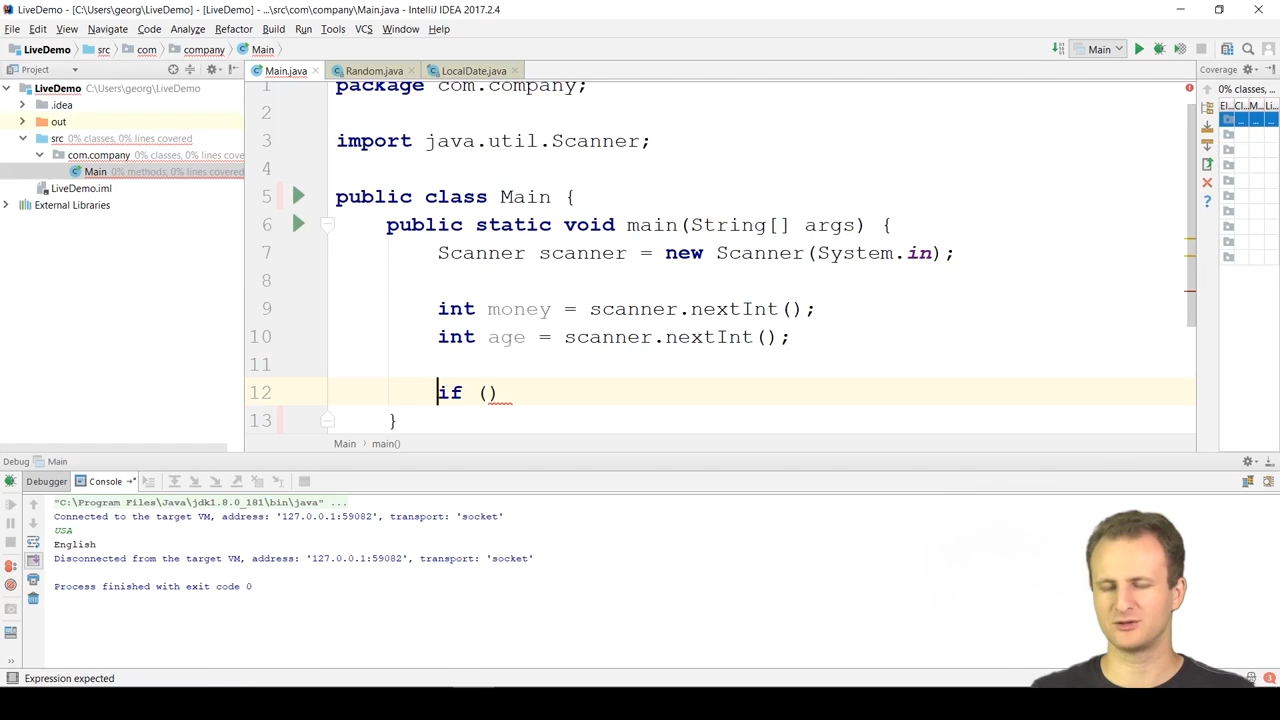 LiveDemo - [C:\Users\georg\LiveDemo] - [LiveDemo] - ...\src\com\company\Main.java - IntelliJ IDEA 2017.2.4
File Edit View Navigate Code Analyze Refactor Build Run Tools VCS Window Help
LiveDemo src com company Main Main
Project Main.java Random.java LocalDate.java Coverage
LiveDemo C:\Users\georg\LiveDemo
.idea
out
src 0% classes, 0% lines covered
com.company 0% classes, 0% lines cove
Main 0% methods, 0% lines covered
LiveDemo.iml
External Libraries
1 package com.company;
2
3 import java.util.Scanner;
4
5 public class Main {
6 public static void main(String[] args) {
7 Scanner scanner = new Scanner(System.in);
8
9 int money = scanner.nextInt();
10 int age = scanner.nextInt();
11
12 if ()
13 }
Main main()
0% classes, ...
El... Cl... M... Li...
Debug Main
Debugger Console
"C:\Program Files\Java\jdk1.8.0_181\bin\java" ...
Connected to the target VM, address: '127.0.0.1:59082', transport: 'socket'
USA
English
Disconnected from the target VM, address: '127.0.0.1:59082', transport: 'socket'
Process finished with exit code 0
Expression expected
3